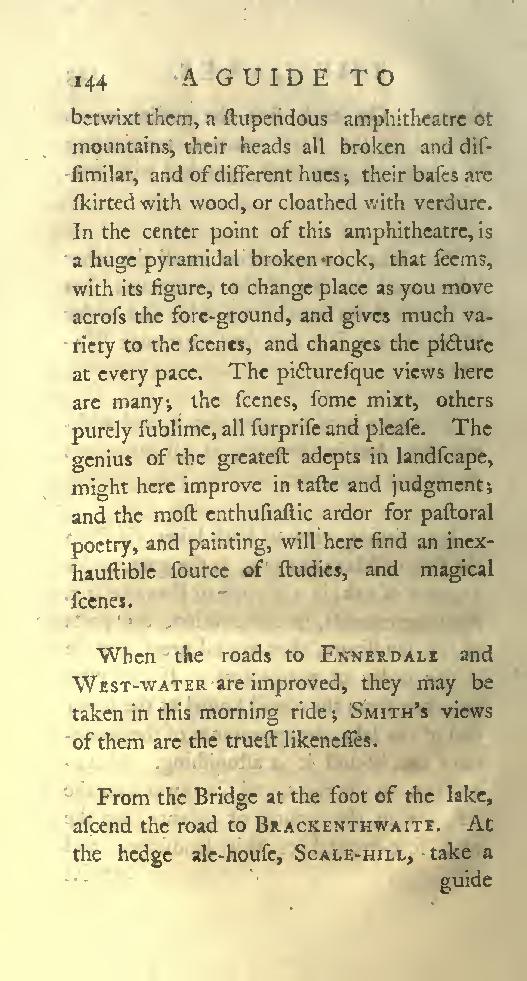 144 A GUIDE TO
betwixt them, a ſtupendous amphitheatre of
mountains, their heads all broken and diſ-
ſimilar, and of different hues; their baſes are
ſkirted with wood, or cloathed with verdure.
In the center point of this amphitheatre, is
a huge pyramidal broken rock, that ſeems,
with its figure, to change place as you move
acroſs the fore-ground, and gives much va-
riety to the ſcenes, and changes the picture
at every pace. The pictureſque views here
are many; the ſcenes, ſome mixt, others
purely ſublime, all ſurpriſe and pleaſe. The
genius of the greateſt adepts in landſcape,
might here improve in taſte and judgment;
and the moſt enthuſiaſtic ardor for paſtoral
poetry, and painting, will here find an inex-
hauſtible ſource of ſtudies, and magical
ſcenes.
When the roads to ENNERDALE and
WEST-WATER are improved, they may be
taken in this morning ride; SMITH'S views
of them are the trueſt likeneſſes.
From the Bridge at the foot of the lake,
aſcend the road to BRACKENTHWAITE. At
the hedge ale-houſe, SCALE-HILL, take a
guide